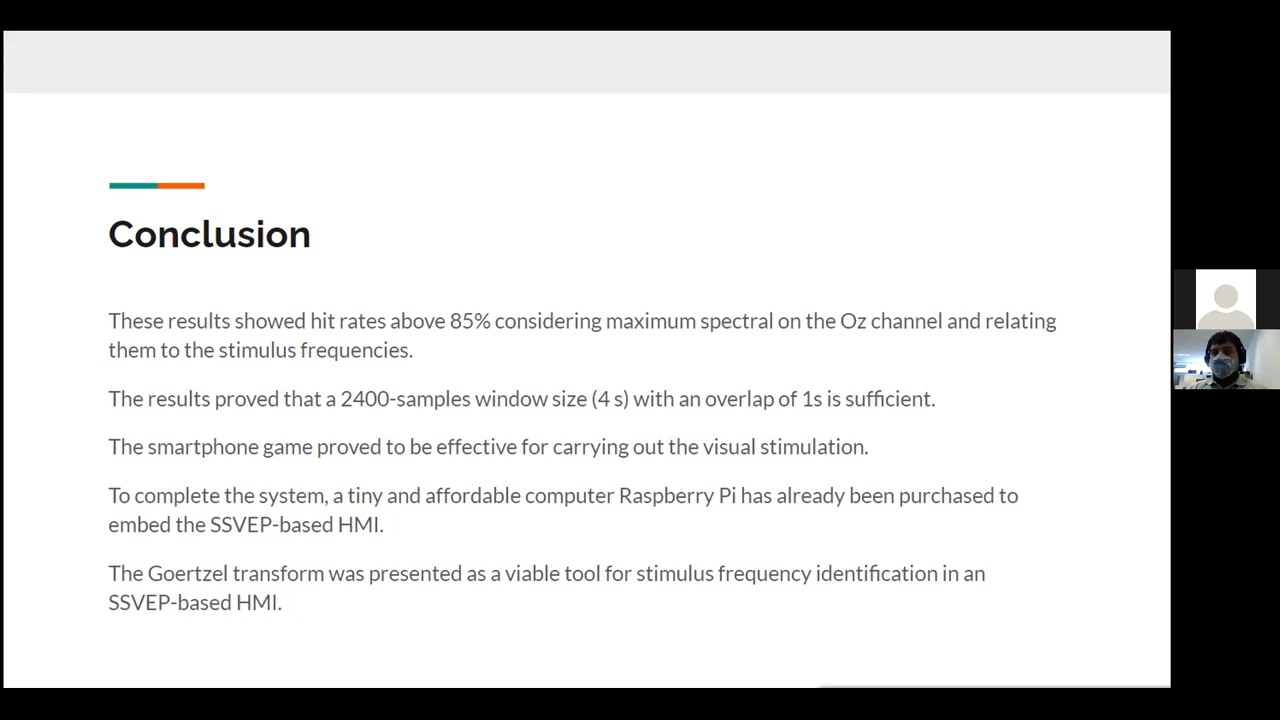 Conclusion
These results showed hit rates above 85% considering maximum spectral on the Oz channel and relating
them to the stimulus frequencies.
The results proved that a 2400-samples window size (4 s) with an overlap of 1s is sufficient.
The smartphone game proved to be effective for carrying out the visual stimulation.
To complete the system, a tiny and affordable computer Raspberry Pi has already been purchased to
embed the SSVEP-based HMI.
The Goertzel transform was presented as a viable tool for stimulus frequency identification in an
SSVEP-based HMI.